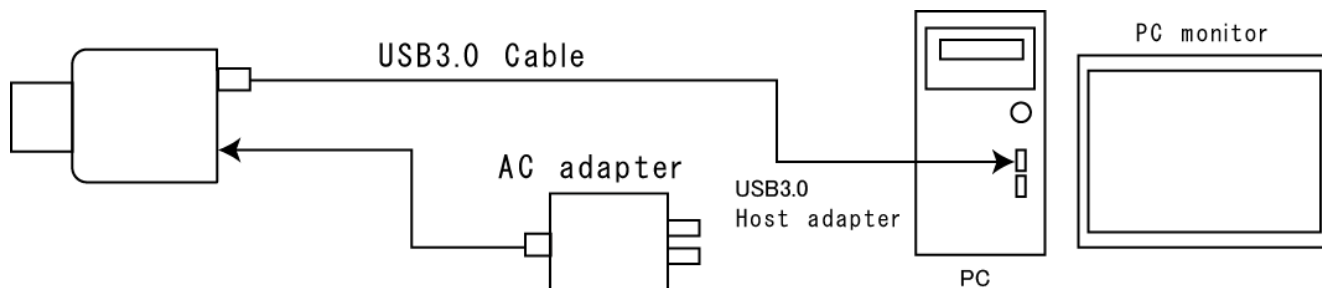 USB3.0 Cable
PC monitor
AC adapter
USB3.0
Host adapter
PC